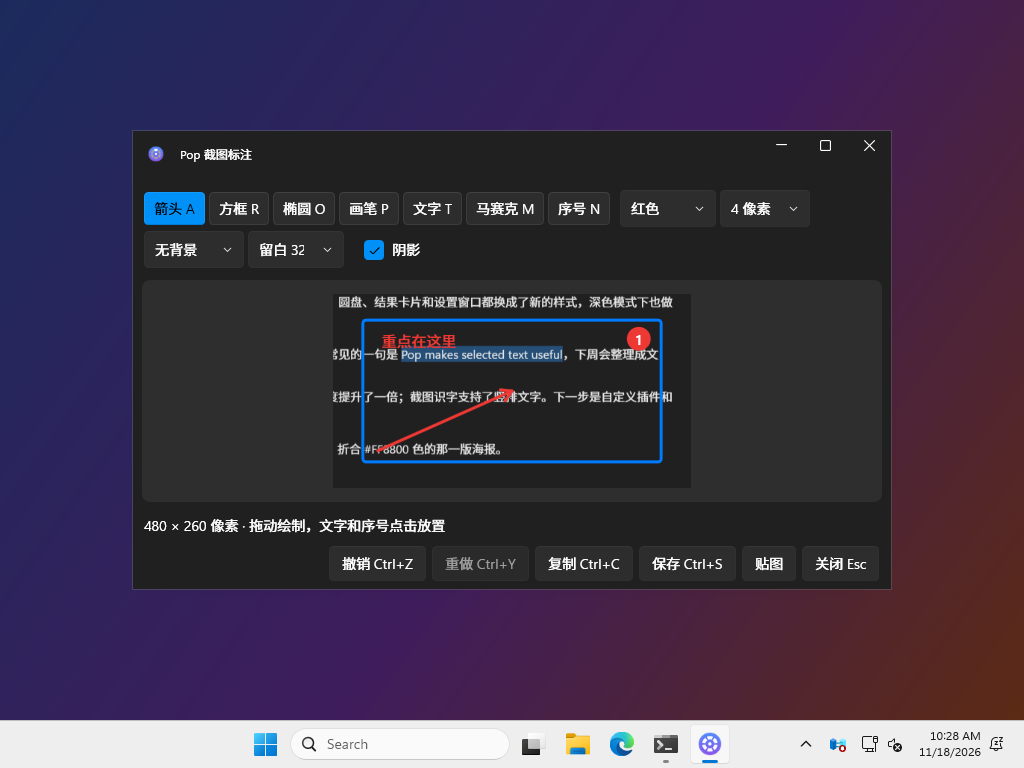 Pop 截图标注
箭头 A 方框 R 椭圆 O 画笔 P 文字 T 马赛克 M 序号 N 红色 4 像素
无背景 留白 32 阴影
圆盘、结果卡片和设置窗口都换成了新的样式，深色模式下也做
重点在这里 1
常见的一句是 Pop makes selected text useful，下周会整理成文
提升了一倍；截图识字支持了竖排文字。下一步是自定义插件和
折合 #FF8800 色的那一版海报。
480 × 260 像素 · 拖动绘制，文字和序号点击放置
撤销 Ctrl+Z 重做 Ctrl+Y 复制 Ctrl+C 保存 Ctrl+S 贴图 关闭 Esc
Search
10:28 AM
11/18/2026